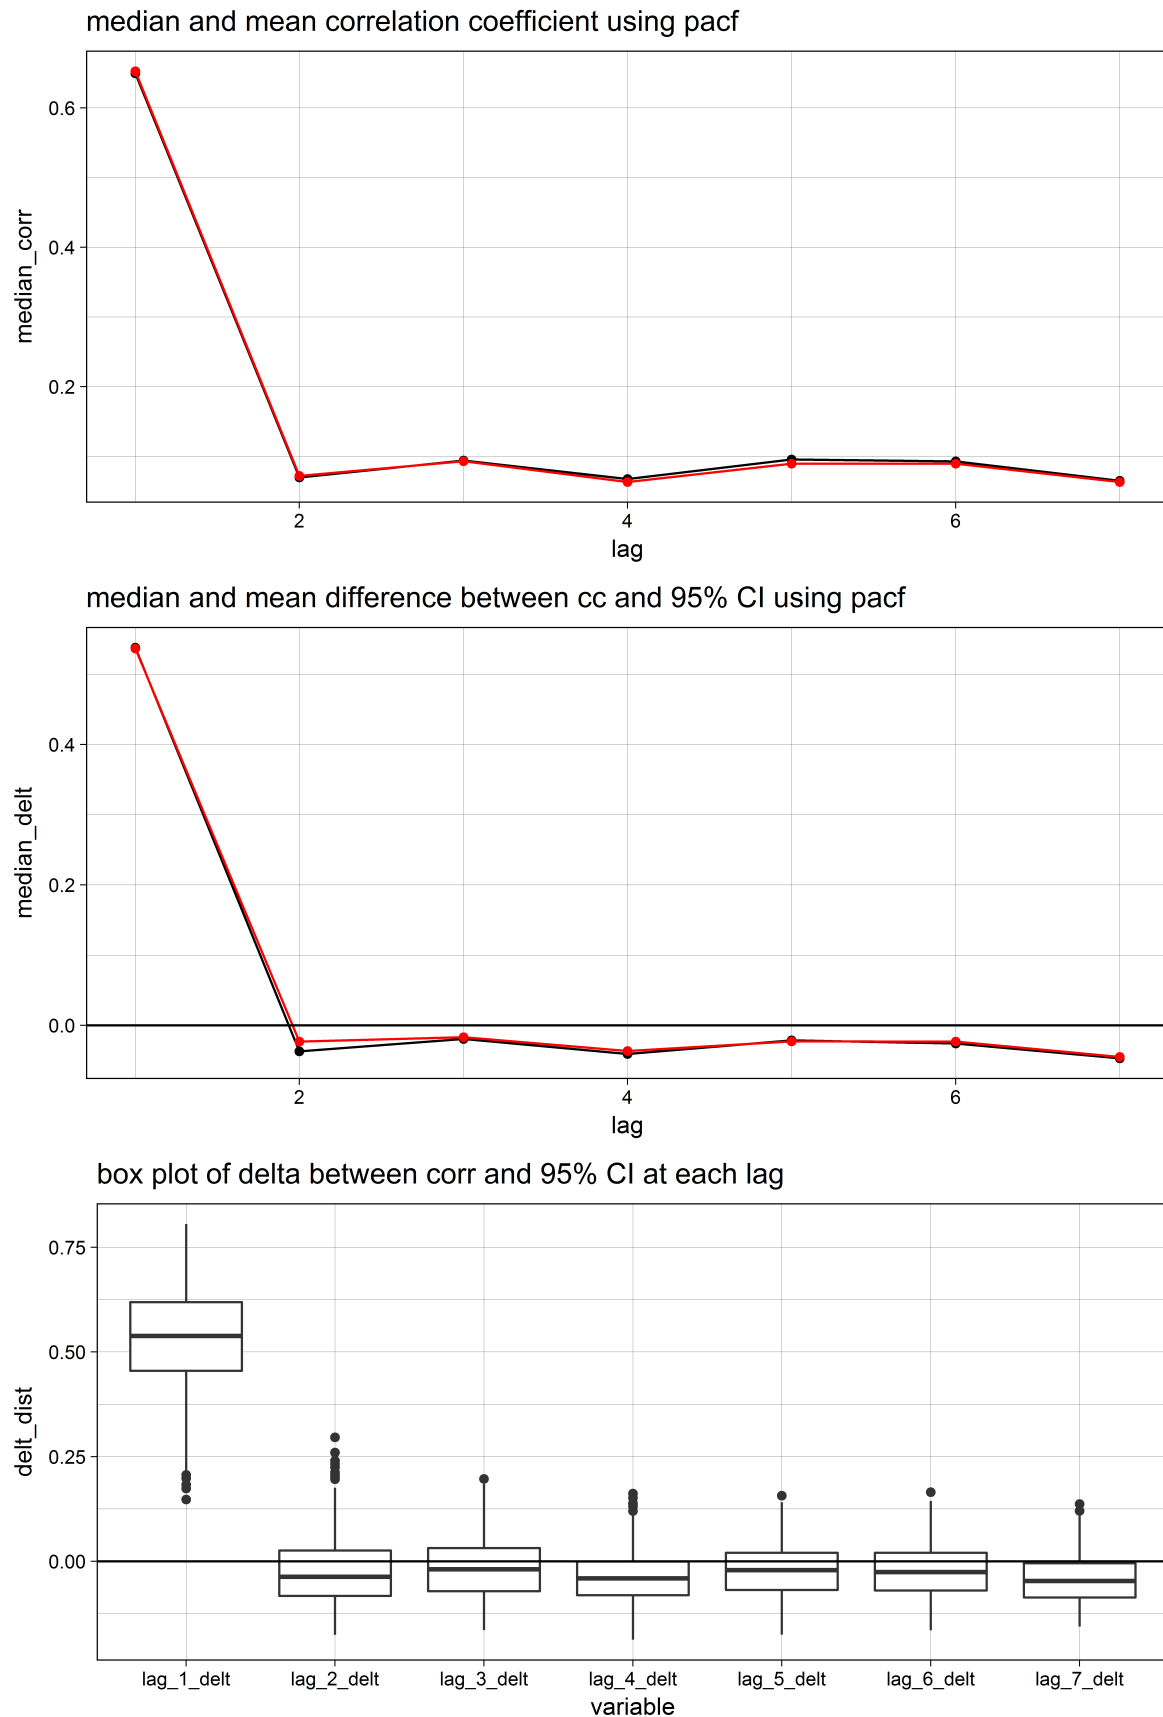 median and mean correlation coefficient using pacf
median_corr
0.6
0.4
0.2
2 4 6
lag
median and mean difference between cc and 95% CI using pacf
median_delt
0.4
0.2
0.0
2 4 6
lag
box plot of delta between corr and 95% CI at each lag
delt_dist
0.75
0.50
0.25
0.00
lag_1_delt lag_2_delt lag_3_delt lag_4_delt lag_5_delt lag_6_delt lag_7_delt
variable